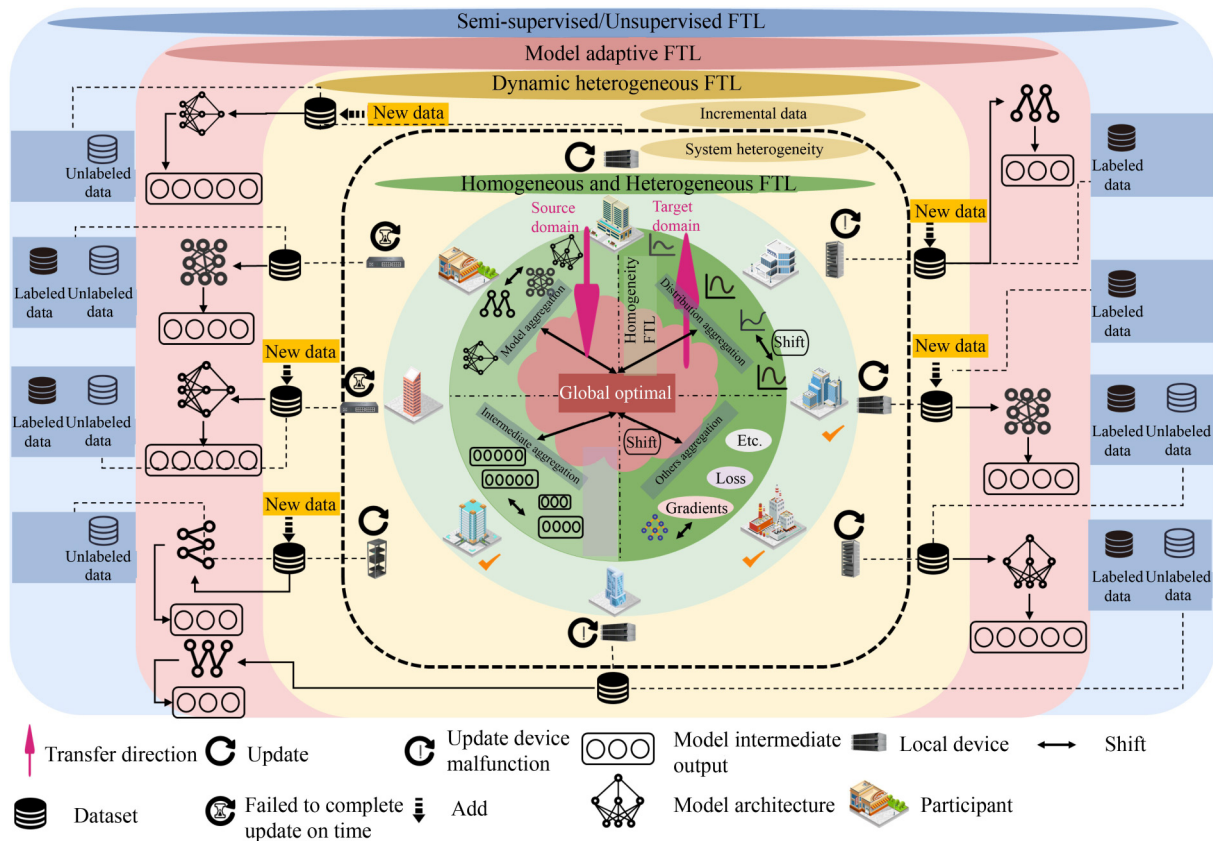 Semi-supervised/Unsupervised FTL
Model adaptive FTL
Dynamic heterogeneous FTL
New data
Incremental data
System heterogeneity
Homogeneous and Heterogeneous FTL
Unlabeled
data
Labeled
data
Source
domain
Target
domain
New data
Homogeneity
FTL
Model aggregation
Distribution aggregation
Labeled
data
Unlabeled
data
Labeled
data
Shift
New data
New data
Global optimal
Labeled
data
Unlabeled
data
Labeled
data
Unlabeled
data
Intermediate aggregation
Shift
Others aggregation
Etc.
Loss
Gradients
New data
Unlabeled
data
Labeled
data
Unlabeled
data
Transfer direction
Update
Update device
malfunction
Model intermediate
output
Local device
Shift
Dataset
Failed to complete
update on time
Add
Model architecture
Participant